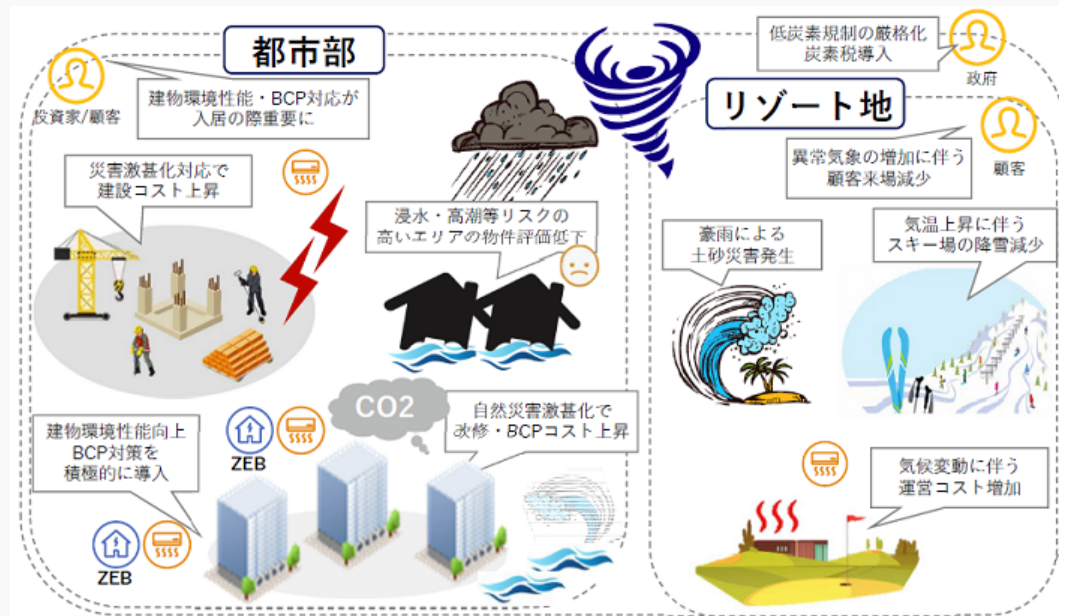 都市部
投資家/顧客
建物環境性能・BCP対応が
入居の際重要に
低炭素規制の厳格化
炭素税導入
政府
リゾート地
異常気象の増加に伴う
顧客来場減少
顧客
災害激甚化対応で
建設コスト上昇
浸水・高潮等リスクの
高いエリアの物件評価低下
豪雨による
土砂災害発生
気温上昇に伴う
スキー場の降雪減少
CO2
自然災害激甚化で
改修・BCPコスト上昇
建物環境性能向上
BCP対策を
積極的に導入
ZEB
ZEB
気候変動に伴う
運営コスト増加